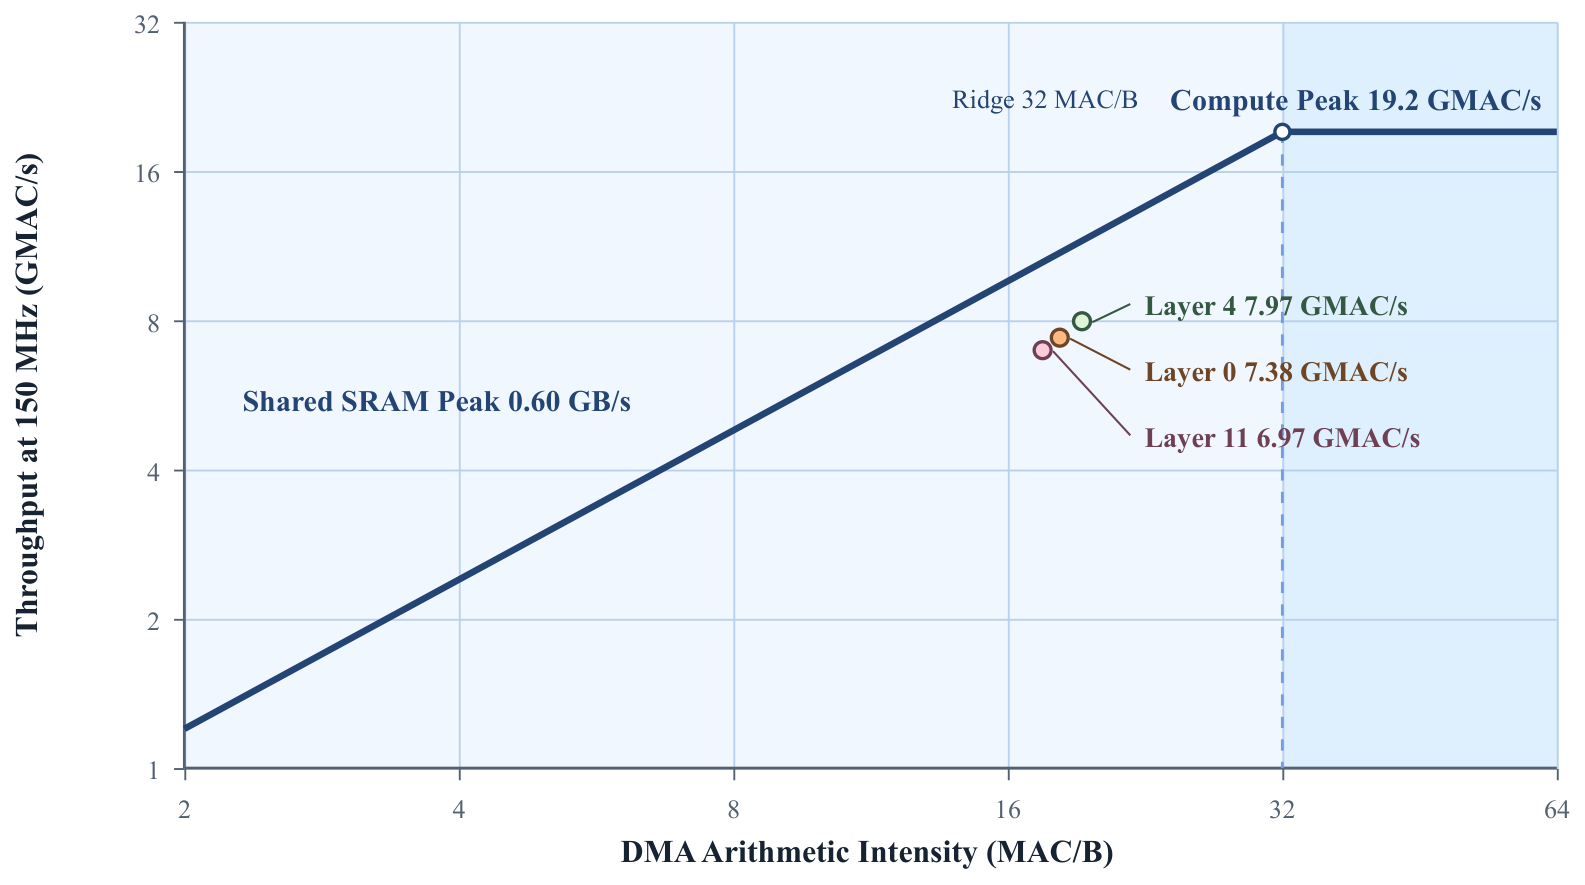 Throughput at 150 MHz (GMAC/s)
32
16
8
4
2
1
Ridge 32 MAC/B
Compute Peak 19.2 GMAC/s
Layer 4 7.97 GMAC/s
Layer 0 7.38 GMAC/s
Shared SRAM Peak 0.60 GB/s
Layer 11 6.97 GMAC/s
2
4
8
16
32
64
DMA Arithmetic Intensity (MAC/B)